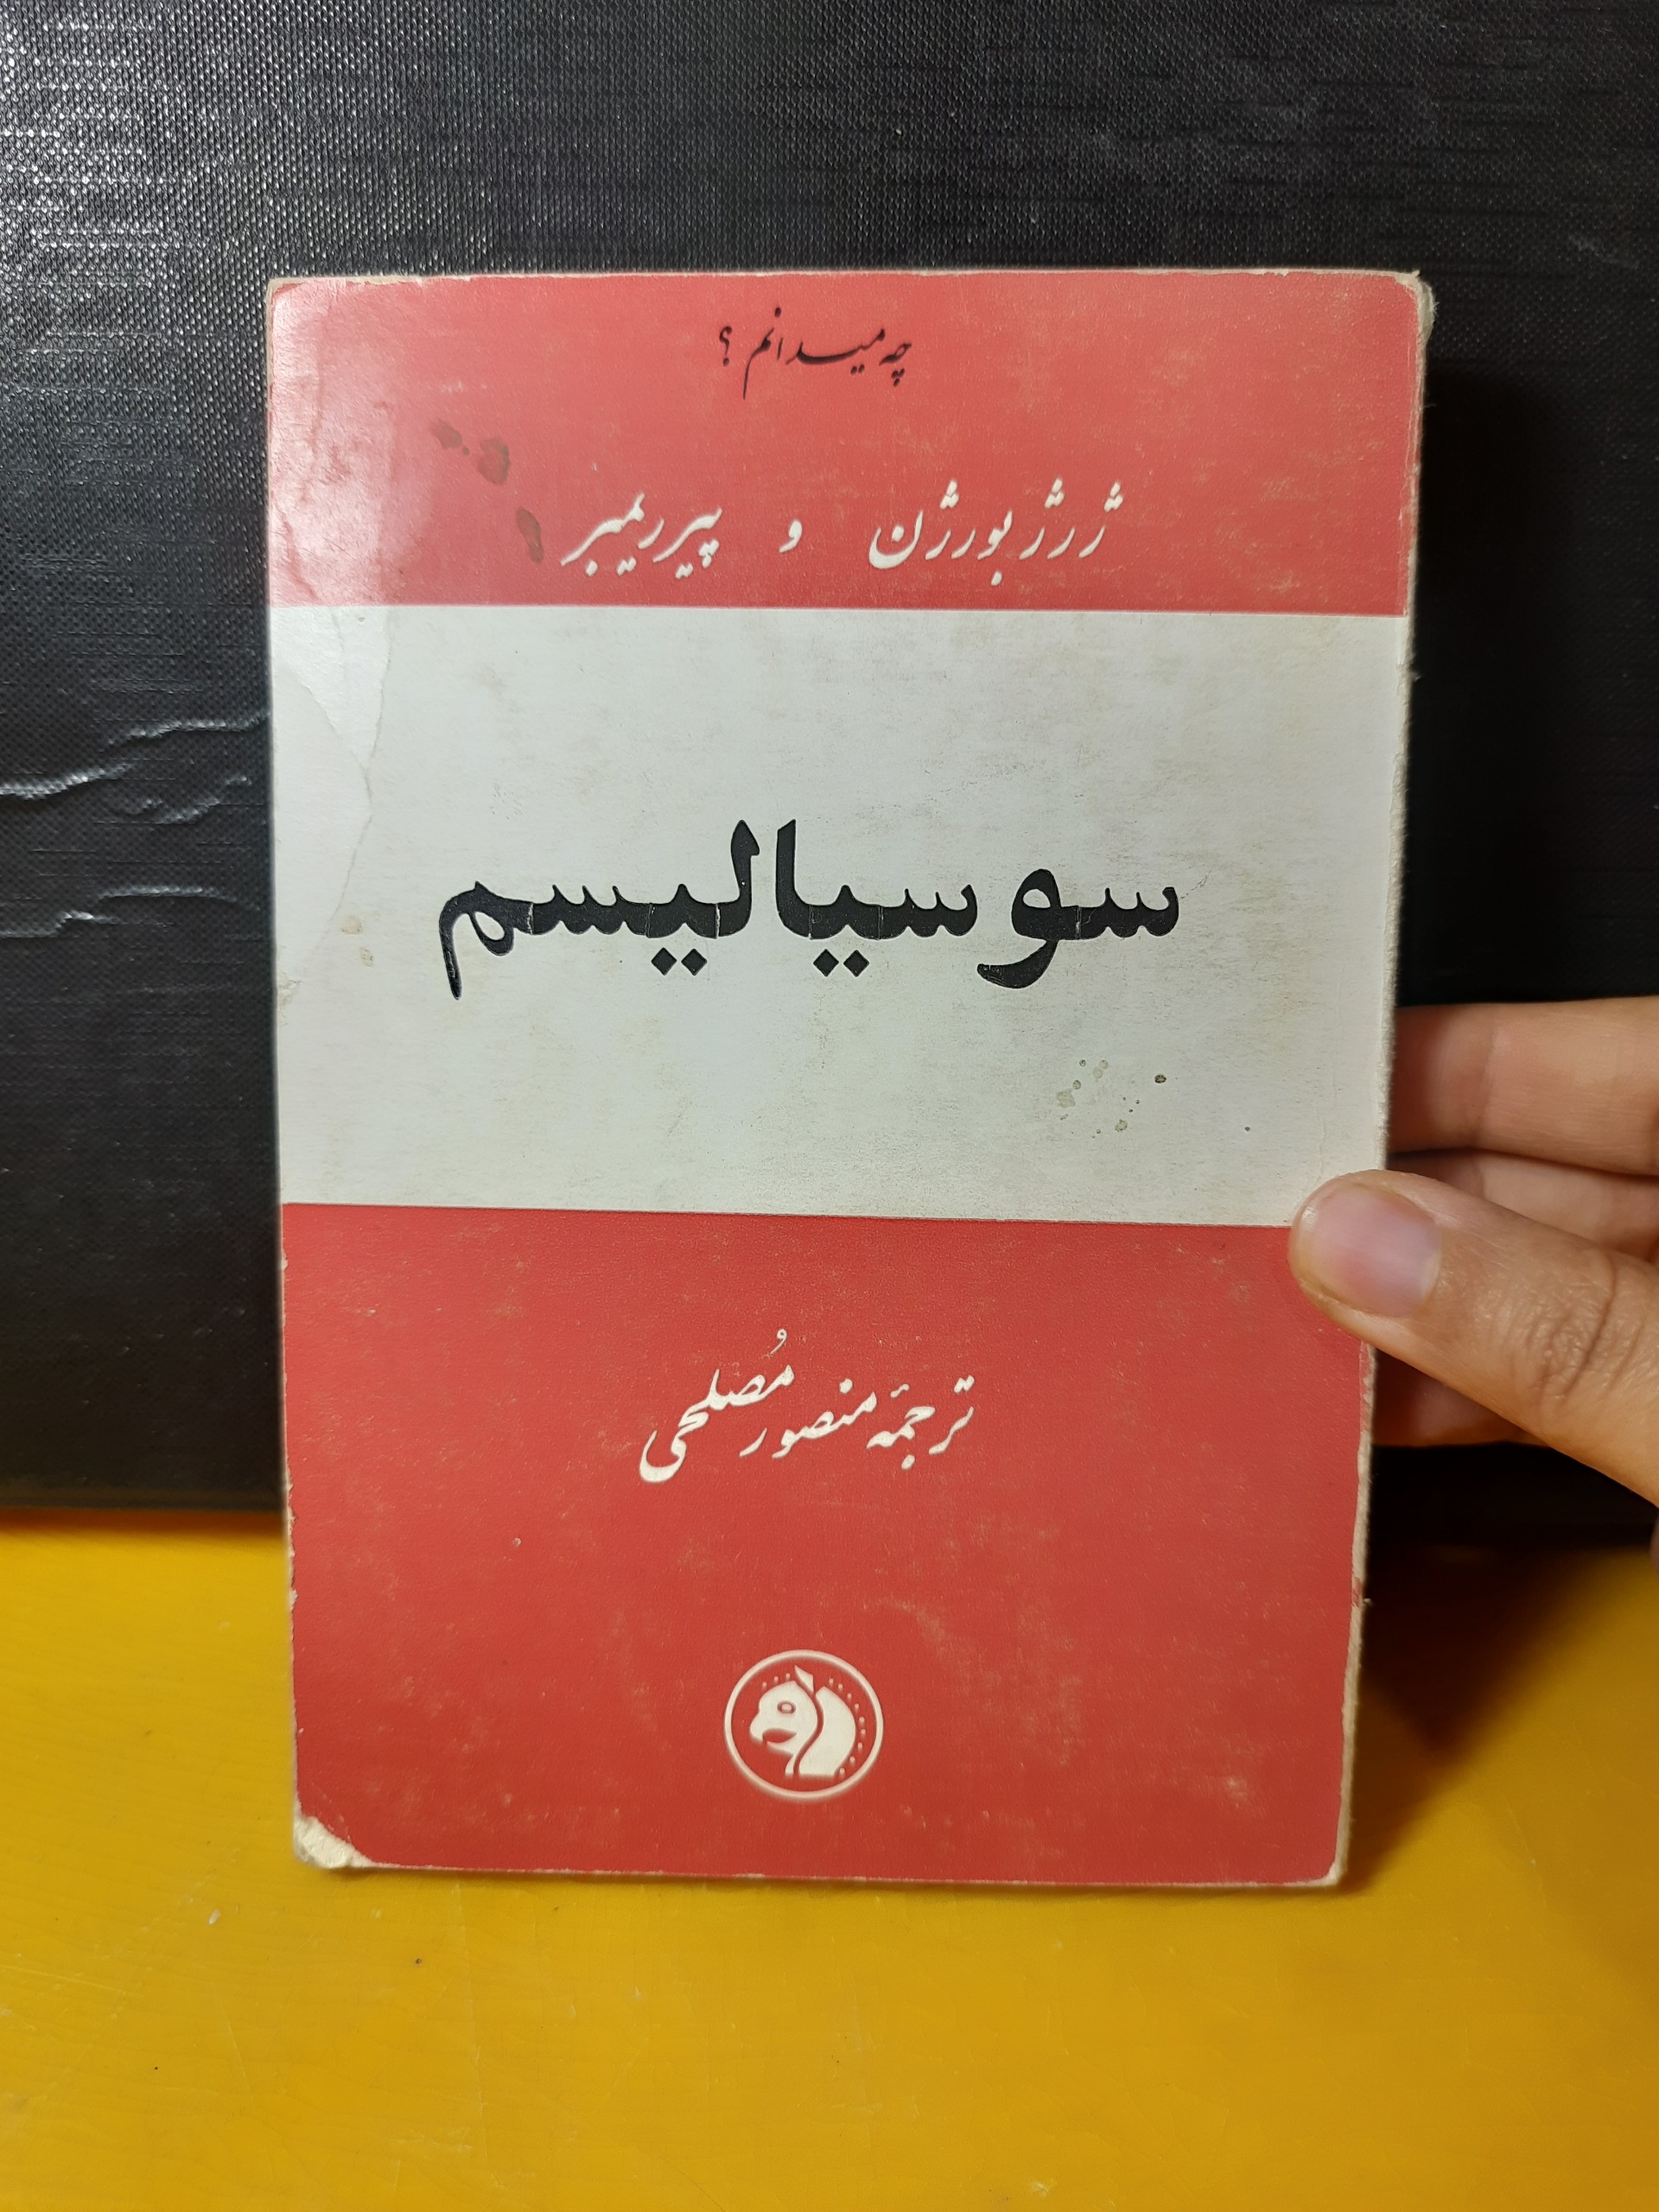 چه میدانم؟
ژرژ بورژن و پیر ریمبر
سوسیالیسم
ترجمهٔ منصور مُصلحی